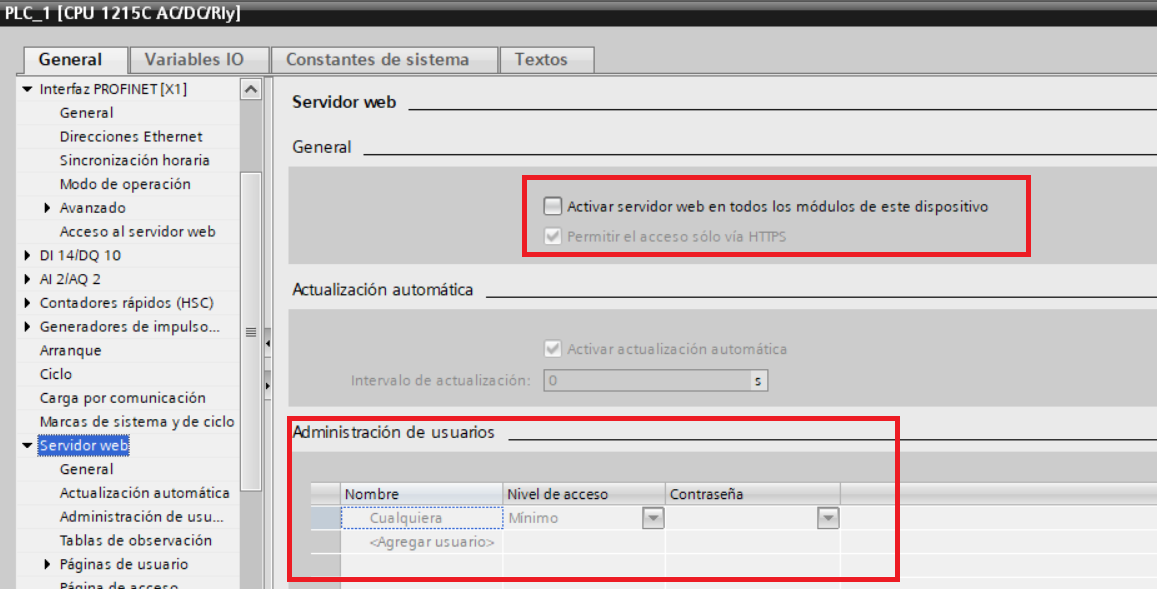 PLC_1 [CPU 1215C AC/DC/Rly]
General
Variables IO
Constantes de sistema
Textos
Interfaz PROFINET [X1]
General
Direcciones Ethernet
Sincronización horaria
Modo de operación
Avanzado
Acceso al servidor web
DI 14/DQ 10
AI 2/AQ 2
Contadores rápidos (HSC)
Generadores de impulso...
Arranque
Ciclo
Carga por comunicación
Marcas de sistema y de ciclo
Servidor web
General
Actualización automática
Administración de usu...
Tablas de observación
Páginas de usuario
Página de acceso
Servidor web
General
Activar servidor web en todos los módulos de este dispositivo
Permitir el acceso sólo vía HTTPS
Actualización automática
Activar actualización automática
Intervalo de actualización: 0 s
Administración de usuarios
Nombre Nivel de acceso Contraseña
Cualquiera Mínimo
<Agregar usuario>